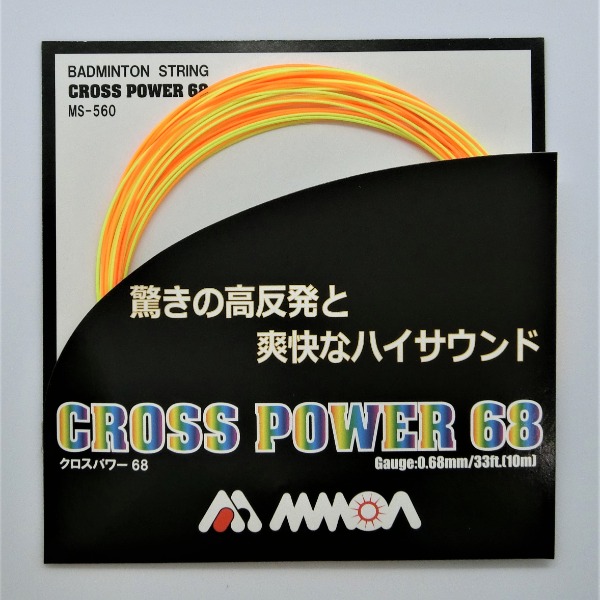 BADMINTON STRING
CROSS POWER 68
MS-560
驚きの高反発と
爽快なハイサウンド
CROSS POWER 68
クロスパワー 68
Gauge:0.68mm/33ft.(10m)
MMOA